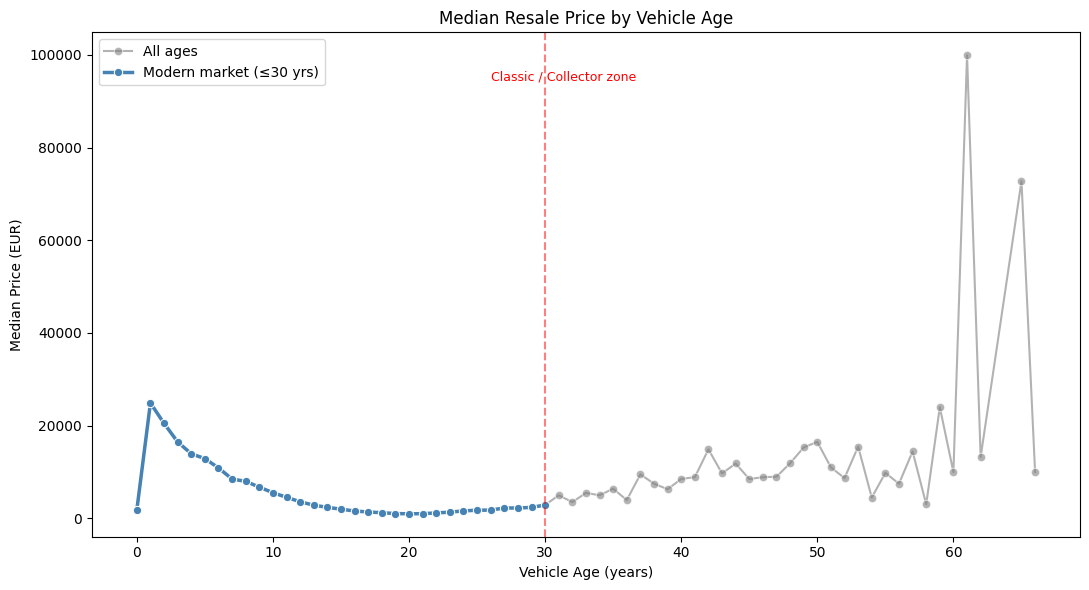 Median Resale Price by Vehicle Age
All ages
Modern market (≤30 yrs)
Classic / Collector zone
Median Price (EUR)
100000
80000
60000
40000
20000
0
0 10 20 30 40 50 60
Vehicle Age (years)